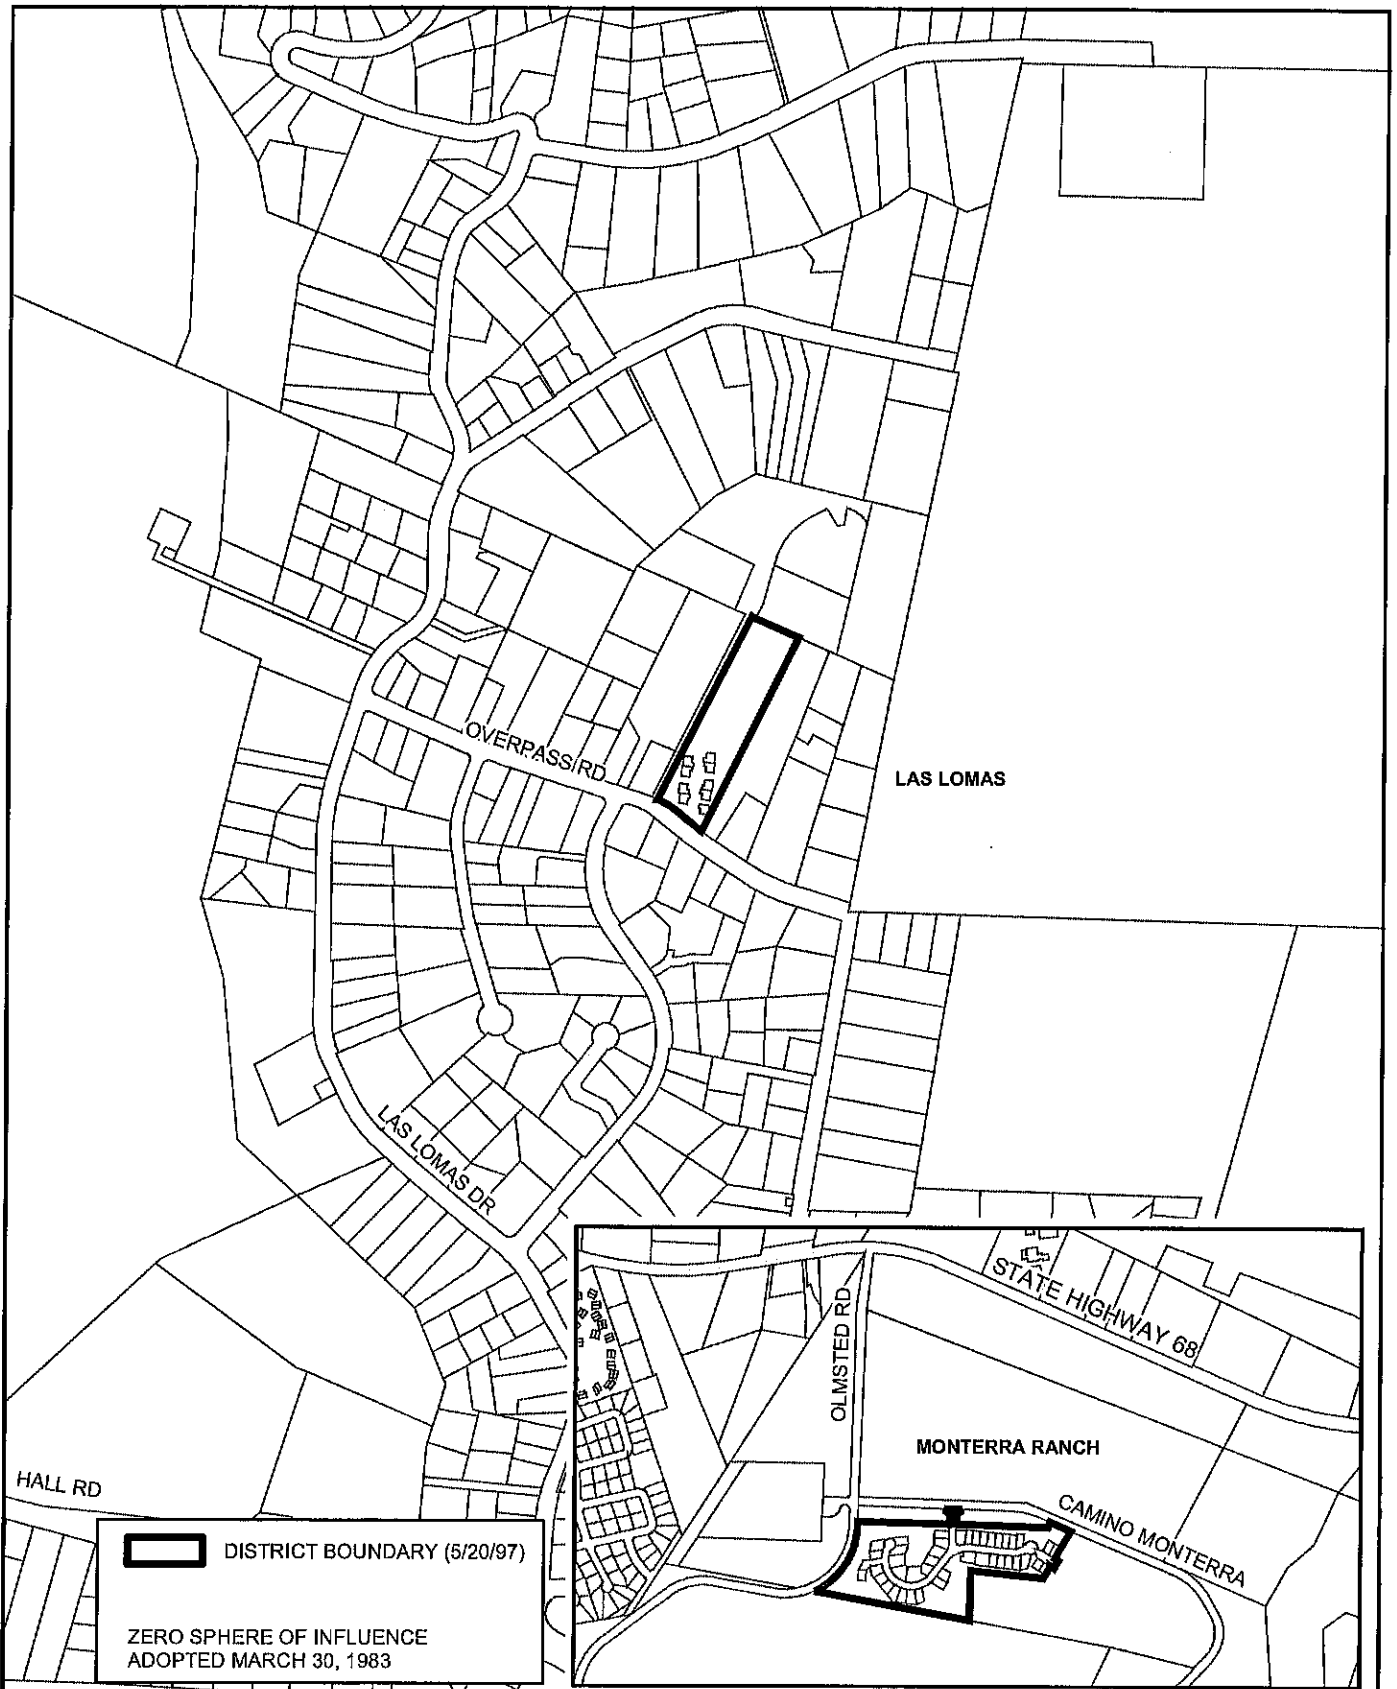 OVERPASS RD
LAS LOMAS
LAS LOMAS DR
STATE HIGHWAY 68
OLMSTED RD
MONTERRA RANCH
CAMINO MONTERRA
HALL RD
DISTRICT BOUNDARY (5/20/97)
ZERO SPHERE OF INFLUENCE
ADOPTED MARCH 30, 1983